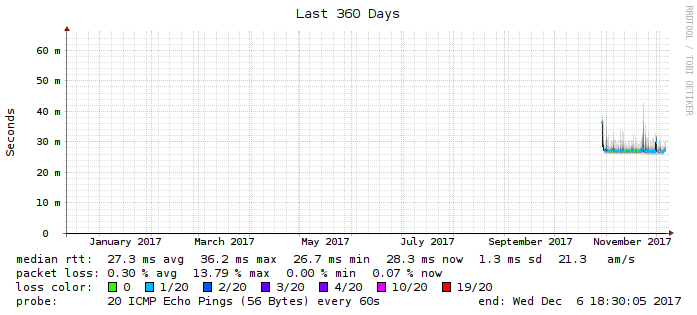 Last 360 Days
RRDTOOL / TOBI OETIKER
Seconds
60 m
50 m
40 m
30 m
20 m
10 m
0
January 2017 March 2017 May 2017 July 2017 September 2017 November 2017
median rtt: 27.3 ms avg 36.2 ms max 26.7 ms min 28.3 ms now 1.3 ms sd 21.3 am/s
packet loss: 0.30 % avg 13.79 % max 0.00 % min 0.07 % now
loss color: 0 1/20 2/20 3/20 4/20 10/20 19/20
probe: 20 ICMP Echo Pings (56 Bytes) every 60s end: Wed Dec 6 18:30:05 2017